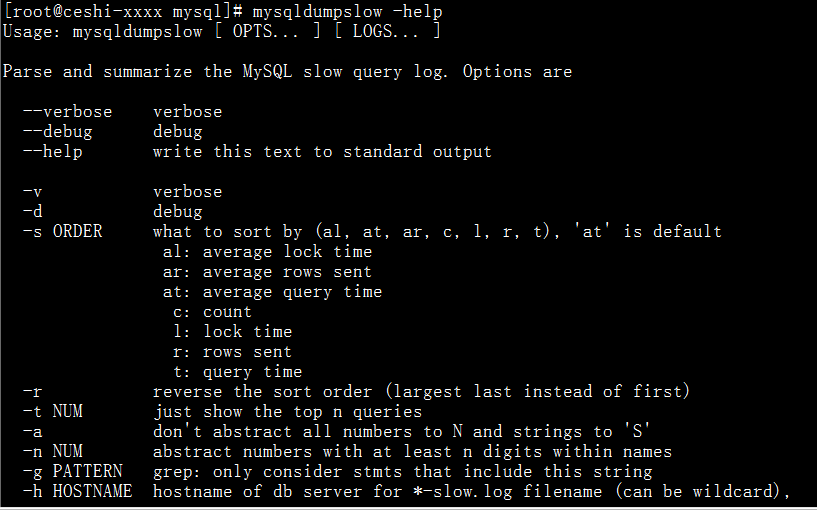 [root@ceshi-xxxx mysql]# mysqldumpslow -help
Usage: mysqldumpslow [ OPTS... ] [ LOGS... ]

Parse and summarize the MySQL slow query log. Options are

  --verbose    verbose
  --debug      debug
  --help       write this text to standard output

  -v           verbose
  -d           debug
  -s ORDER     what to sort by (al, at, ar, c, l, r, t), 'at' is default
                al: average lock time
                ar: average rows sent
                at: average query time
                 c: count
                 l: lock time
                 r: rows sent
                 t: query time
  -r           reverse the sort order (largest last instead of first)
  -t NUM       just show the top n queries
  -a           don't abstract all numbers to N and strings to 'S'
  -n NUM       abstract numbers with at least n digits within names
  -g PATTERN   grep: only consider stmts that include this string
  -h HOSTNAME  hostname of db server for *-slow.log filename (can be wildcard),